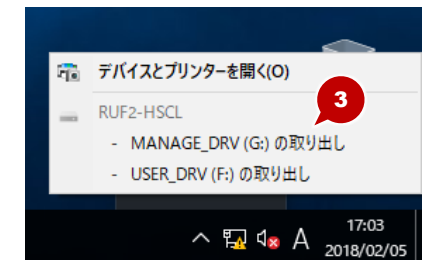 デバイスとプリンターを開く(O)
3
RUF2-HSCL
- MANAGE_DRV (G:) の取り出し
- USER_DRV (F:) の取り出し
A
17:03
2018/02/05